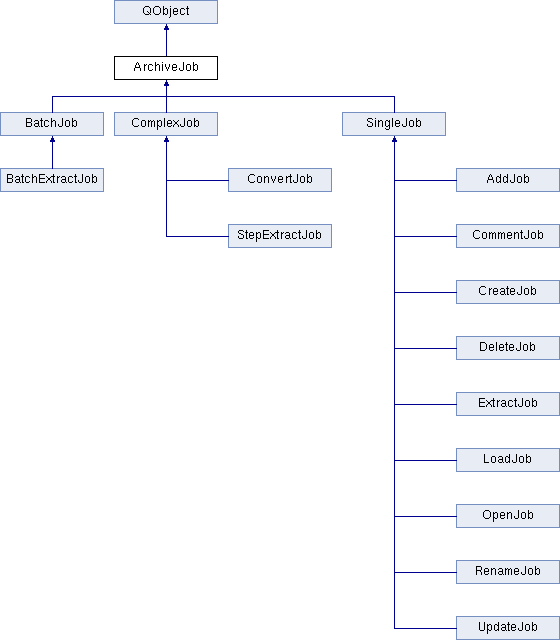 QObject
ArchiveJob
BatchJob
ComplexJob
SingleJob
BatchExtractJob
ConvertJob
AddJob
StepExtractJob
CommentJob
CreateJob
DeleteJob
ExtractJob
LoadJob
OpenJob
RenameJob
UpdateJob